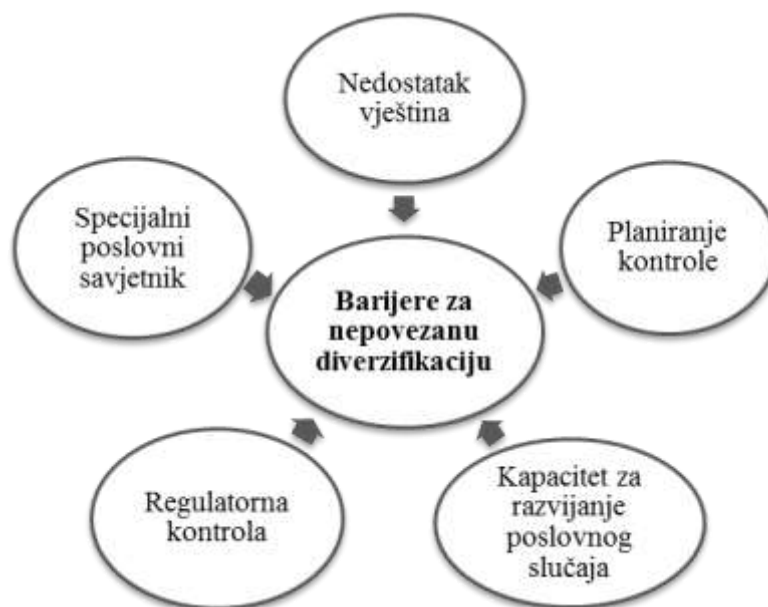 Nedostatak
vještina
Specijalni
poslovni
savjetnik
Planiranje
kontrole
Barijere za
nepovezanu
diverzifikaciju
Regulatorna
kontrola
Kapacitet za
razvijanje
poslovnog
slučaja